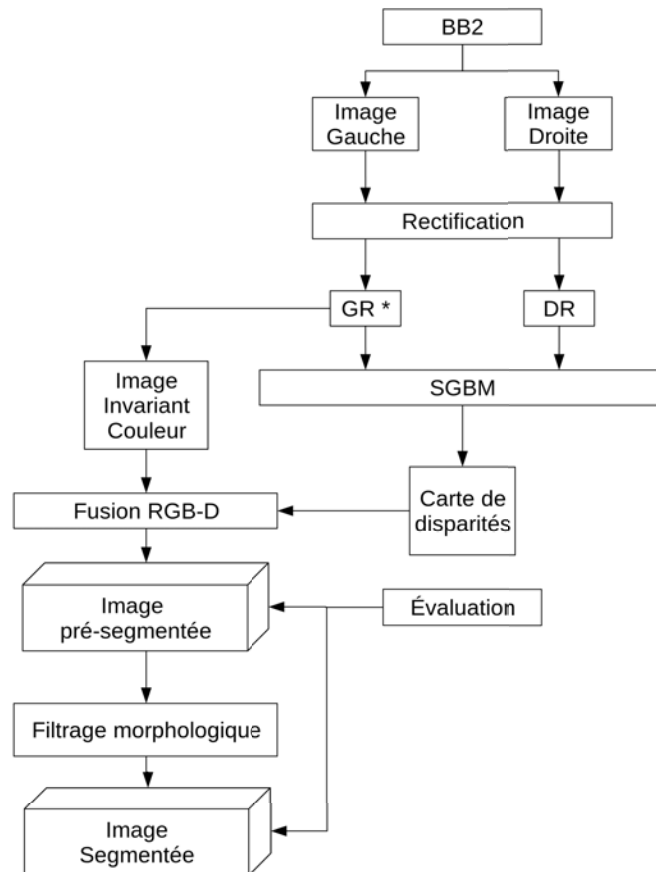 BB2
Image
Gauche
Image
Droite
Rectification
GR *
DR
Image
Invariant
Couleur
SGBM
Carte de
disparités
Fusion RGB-D
Image
pré-segmentée
Évaluation
Filtrage morphologique
Image
Segmentée